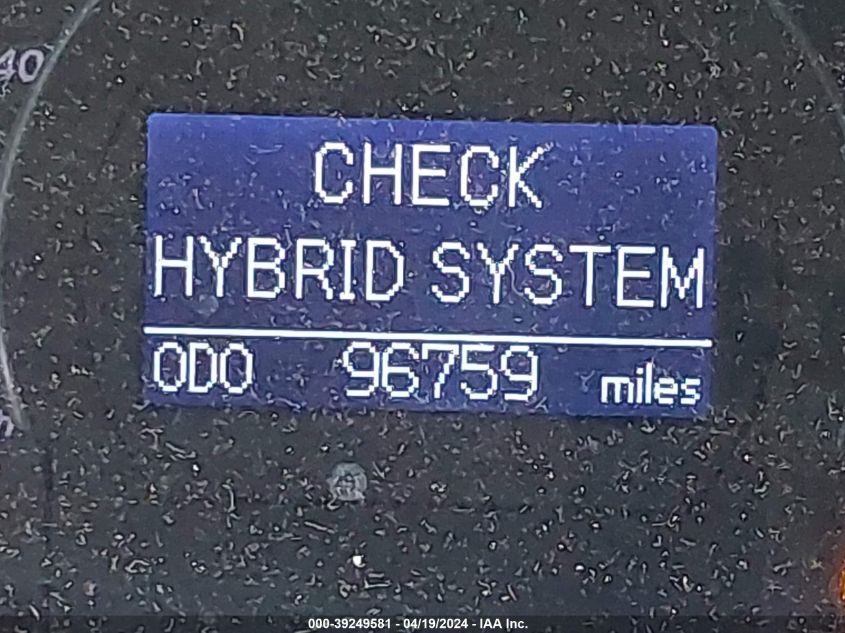 40
CHECK
HYBRID SYSTEM
ODO 96759 miles
h
000-39249581 - 04/19/2024 - IAA Inc.